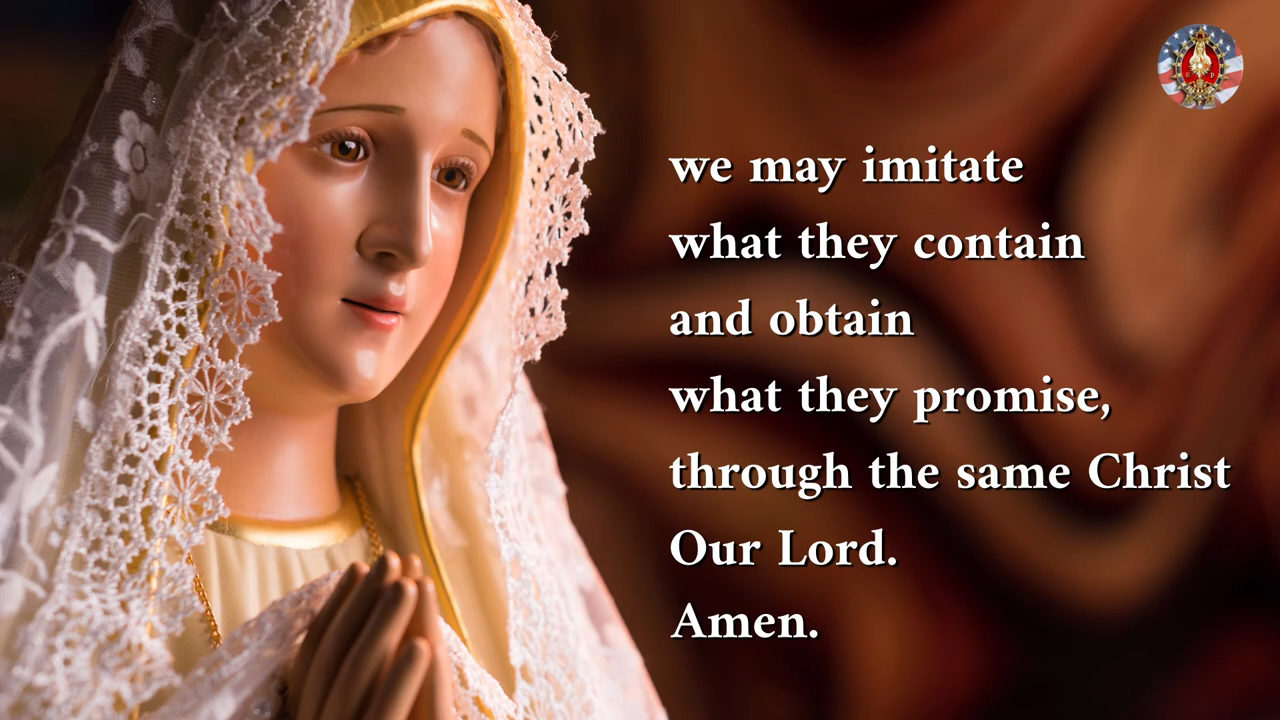 we may imitate
what they contain
and obtain
what they promise,
through the same Christ
Our Lord.
Amen.